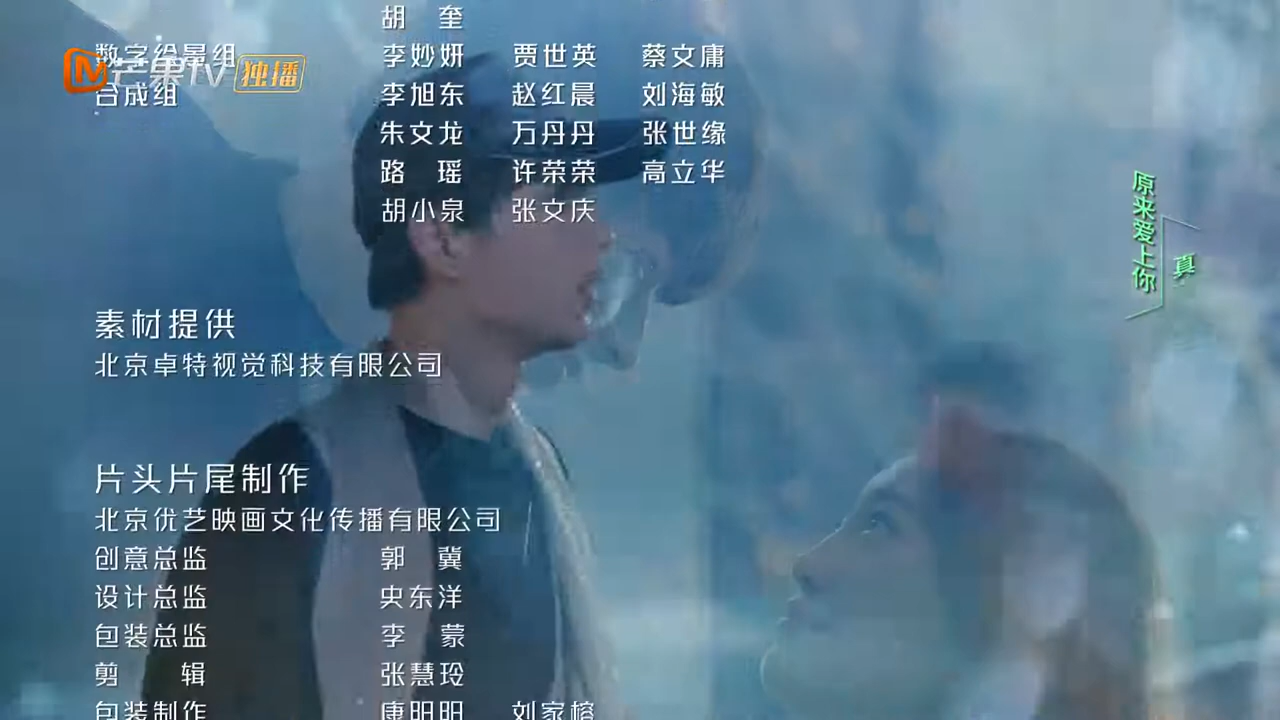 胡 奎
数字绘景组 李妙妍 贾世英 蔡文庸
芒果TV 独播
合成组 李旭东 赵红晨 刘海敏
朱文龙 万丹丹 张世缘
路 瑶 许荣荣 高立华
胡小泉 张文庆
原来爱上你
真
素材提供
北京卓特视觉科技有限公司
片头片尾制作
北京优艺映画文化传播有限公司
创意总监 郭 冀
设计总监 央东洋
包装总监 李 蒙
剪 辑 张慧玲
包装制作 康明明 刘家榕